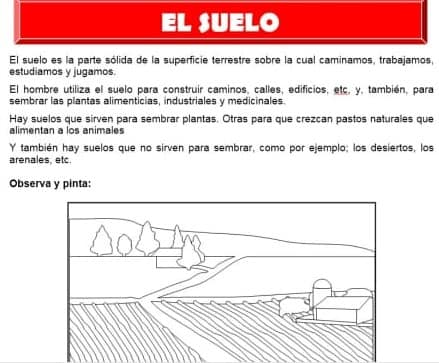 EL SUELO
El suelo es la parte sólida de la superficie terrestre sobre la cual caminamos, trabajamos,
estudiamos y jugamos.
El hombre utiliza el suelo para construir caminos, calles, edificios, etc, y, también, para
sembrar las plantas alimenticias, industriales y medicinales.
Hay suelos que sirven para sembrar plantas. Otras para que crezcan pastos naturales que
alimentan a los animales
Y también hay suelos que no sirven para sembrar, como por ejemplo; los desiertos, los
arenales, etc.
Observa y pinta: